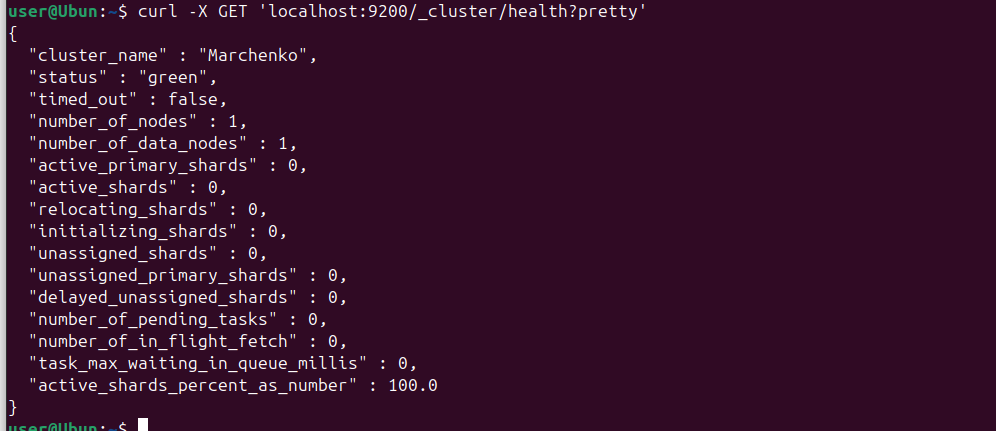 user@Ubun:~$ curl -X GET 'localhost:9200/_cluster/health?pretty'
{
  "cluster_name" : "Marchenko",
  "status" : "green",
  "timed_out" : false,
  "number_of_nodes" : 1,
  "number_of_data_nodes" : 1,
  "active_primary_shards" : 0,
  "active_shards" : 0,
  "relocating_shards" : 0,
  "initializing_shards" : 0,
  "unassigned_shards" : 0,
  "unassigned_primary_shards" : 0,
  "delayed_unassigned_shards" : 0,
  "number_of_pending_tasks" : 0,
  "number_of_in_flight_fetch" : 0,
  "task_max_waiting_in_queue_millis" : 0,
  "active_shards_percent_as_number" : 100.0
}
user@Ubun:~$